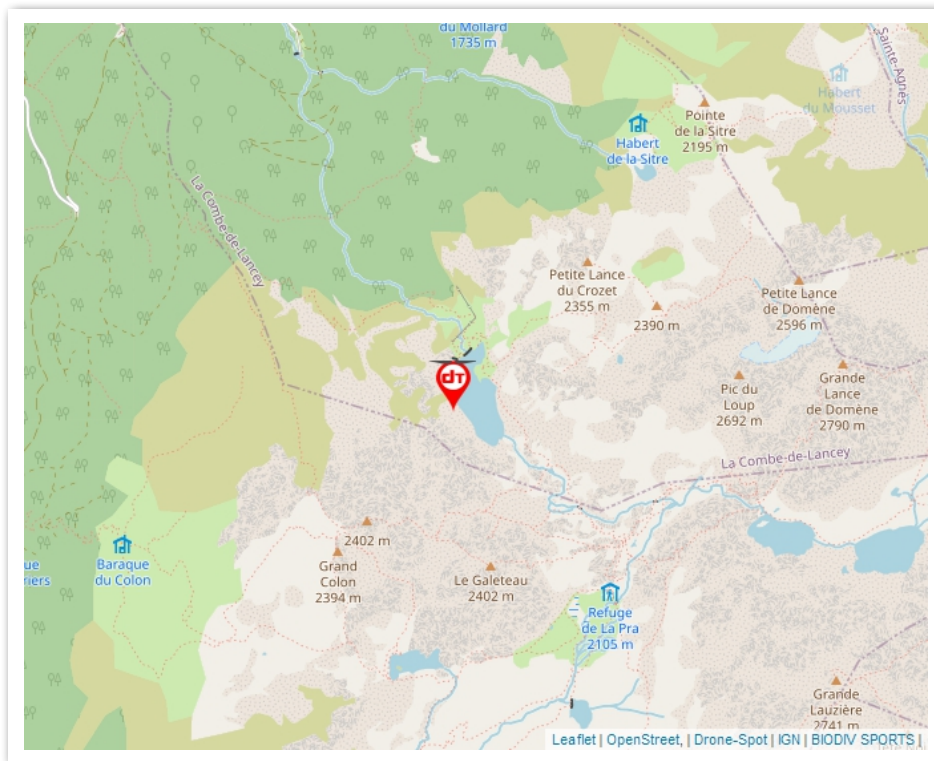 du Mollard
1735 m
Sainte-Agnès
Habert
du Mousset
Pointe
de la Sitre
2195 m
Habert
de la Sitre
La Combe-de-Lancey
Petite Lance
du Crozet
2355 m
2390 m
Petite Lance
de Domène
2596 m
dT
Pic du
Loup
2692 m
Grande
Lance
de Domène
2790 m
La Combe-de-Lancey
2402 m
Grand
Colon
2394 m
Baraque
du Colon
ue
riers
Le Galeteau
2402 m
Refuge
de La Pra
2105 m
Grande
Lauzière
2741 m
Leaflet | OpenStreet, | Drone-Spot | IGN | BIODIV SPORTS |